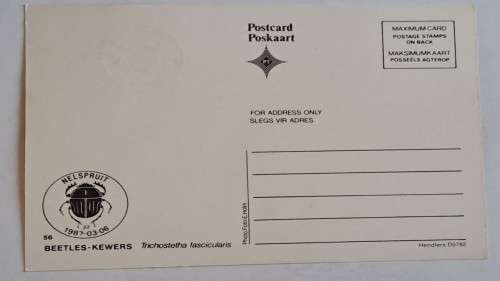 Postcard
Poskaart
MAXIMUM CARD
POSTAGE STAMPS
ON BACK
MAKSIMUMKAART
POSSEËLS AGTEROP
FOR ADDRESS ONLY
SLEGS VIR ADRES
NELSPRUIT
1987-03-06
56
BEETLES-KEWERS Trichostetha fascicularis
Hendlers D9762